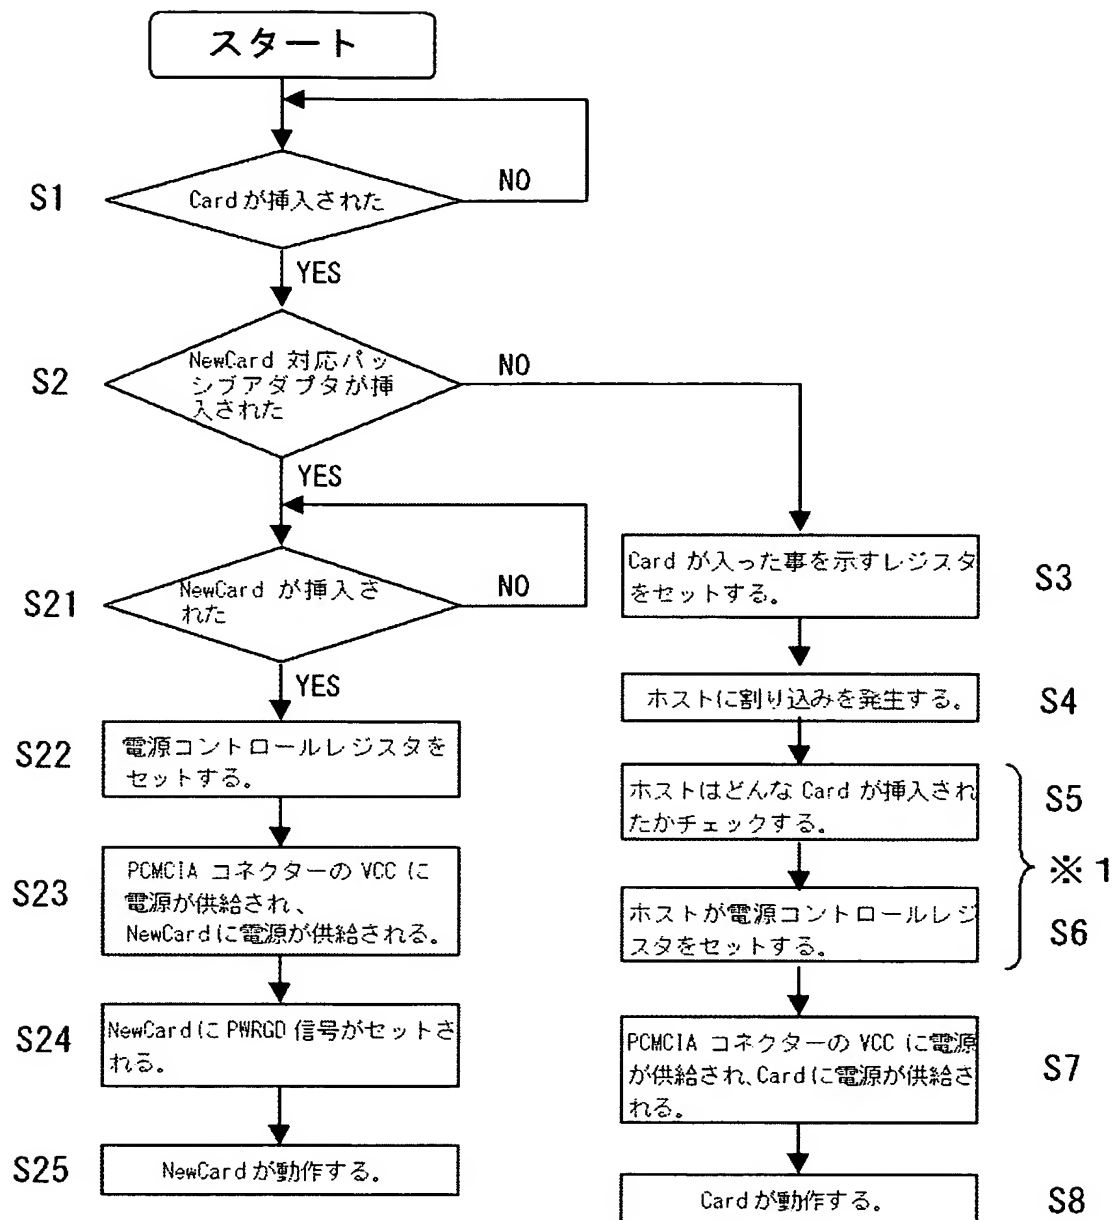 スタート
S1
Cardが挿入された
NO
YES
S2
NewCard 対応パッ
シブアダプタが挿
入された
NO
YES
S21
NewCard が挿入さ
れた
NO
YES
S22
電源コントロールレジスタを
セットする。
S23
PCMCIA コネクターの VCC に
電源が供給され、
NewCardに電源が供給される。
S24
NewCardに PWRGD 信号がセットさ
れる。
S25
NewCardが動作する。
Card が入った事を示すレジスタ
をセットする。
S3
ホストに割り込みを発生する。
S4
ホストはどんな Card が挿入され
たかチェックする。
S5
※1
ホストが電源コントロールレジ
スタをセットする。
S6
PCMCIA コネクターの VCC に電源
が供給され、Cardに電源が供給さ
れる。
S7
Cardが動作する。
S8